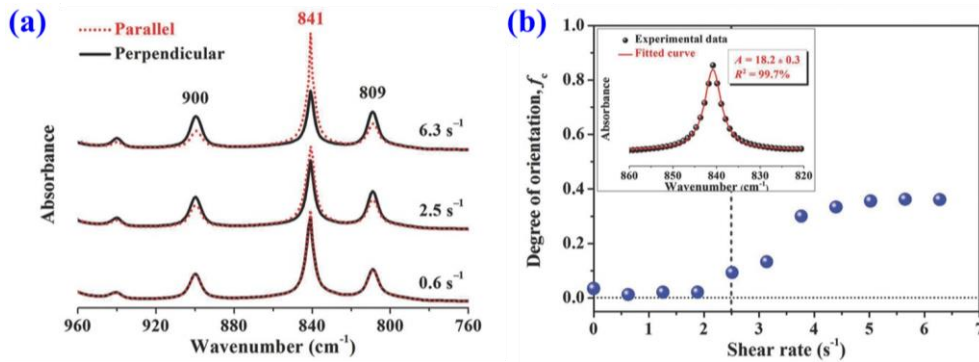 (a)
Parallel
Perpendicular
841
900
809
6.3 s⁻¹
2.5 s⁻¹
0.6 s⁻¹
Absorbance
960 920 880 840 800 760
Wavenumber (cm⁻¹)
(b)
Degree of orientation, f_c
1.0
0.8
0.6
0.4
0.2
0.0
Experimental data
Fitted curve
A = 18.2 ± 0.3
R² = 99.7%
Absorbance
860 850 840 830 820
Wavenumber (cm⁻¹)
0 1 2 3 4 5 6 7
Shear rate (s⁻¹)